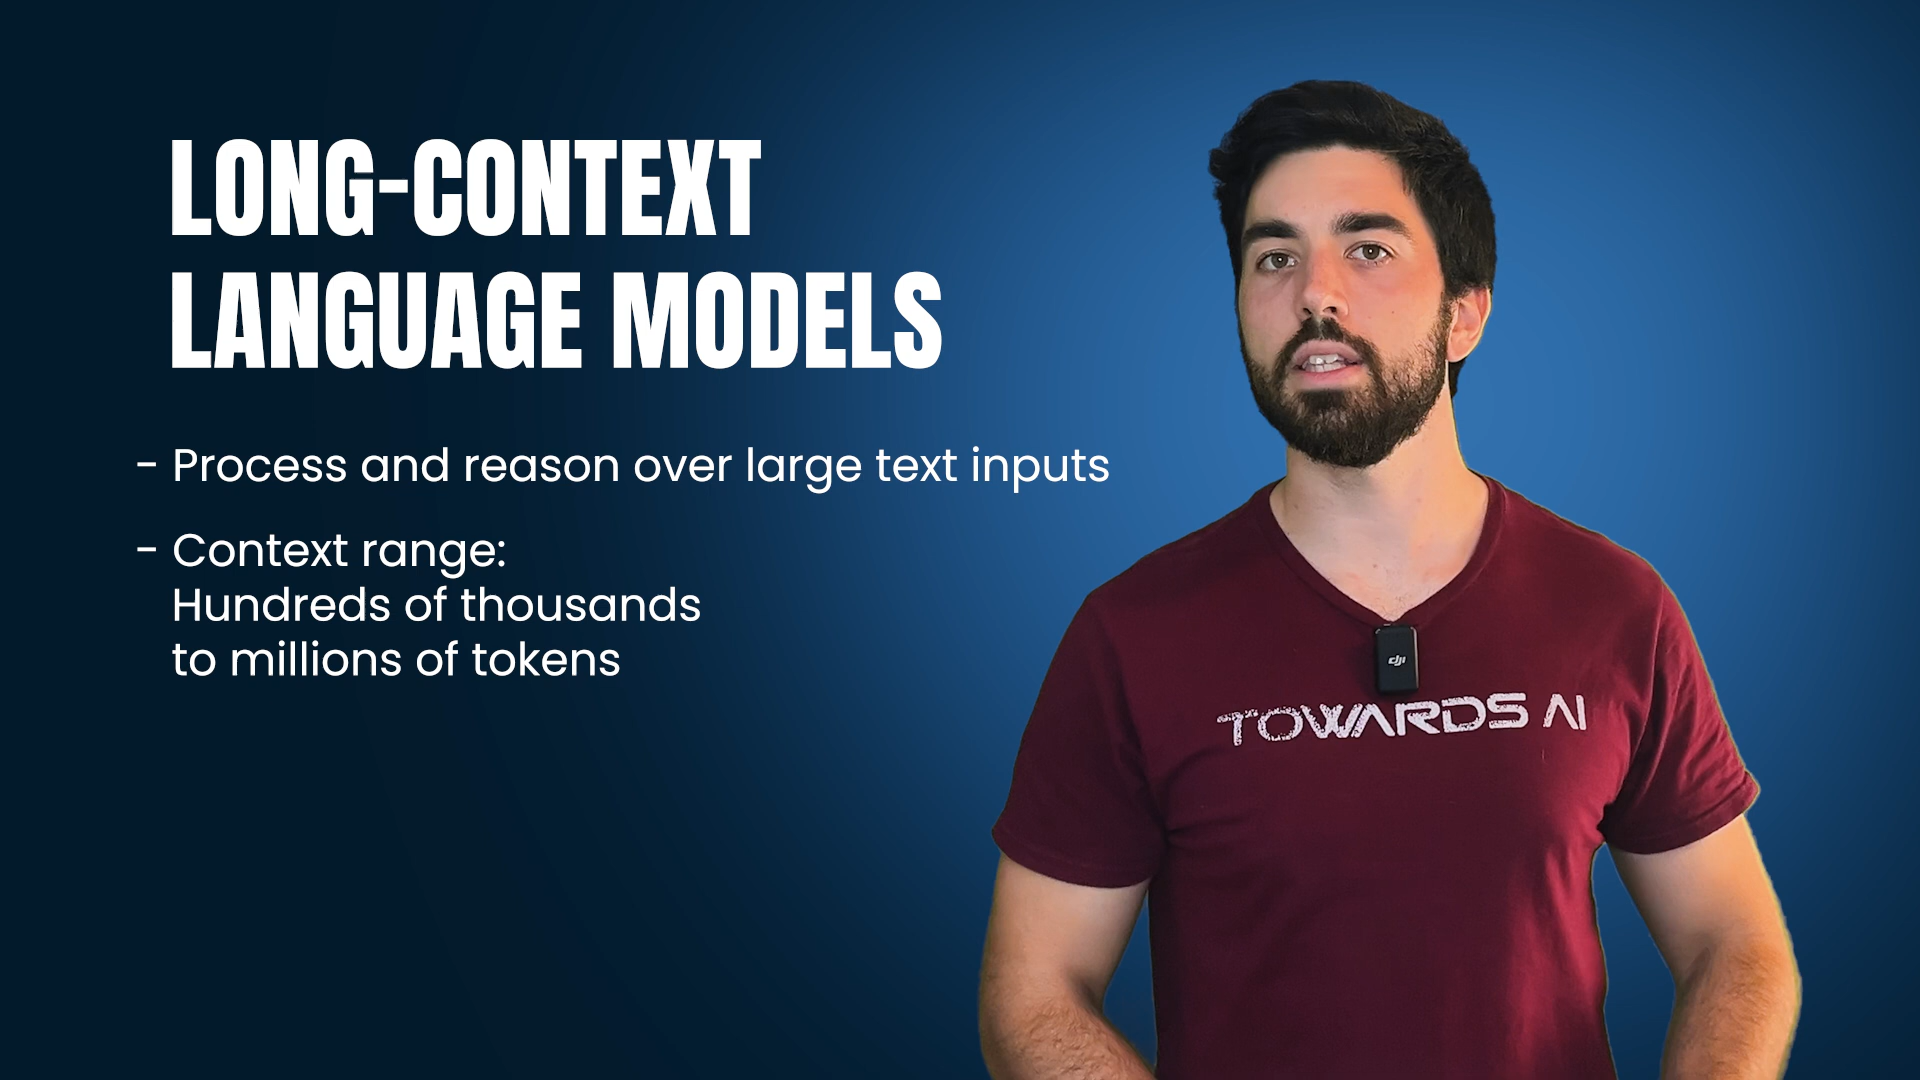 LONG-CONTEXT
LANGUAGE MODELS
- Process and reason over large text inputs
- Context range:
Hundreds of thousands
to millions of tokens
dji
TOWARDS AI